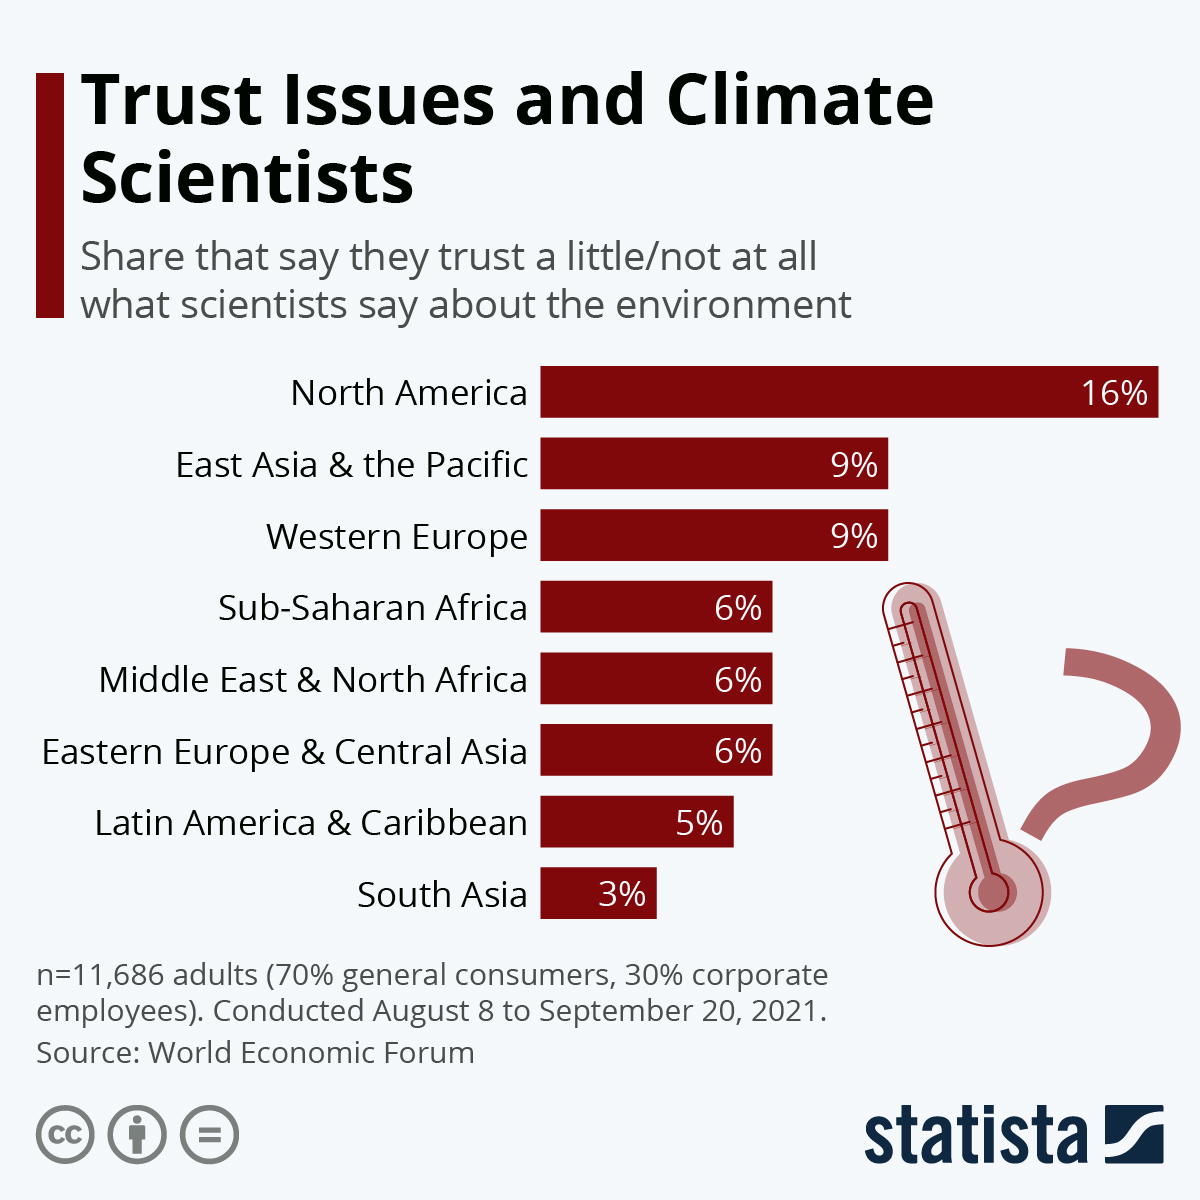 Trust Issues and Climate
Scientists
Share that say they trust a little/not at all
what scientists say about the environment
North America 16%
East Asia & the Pacific 9%
Western Europe 9%
Sub-Saharan Africa 6%
Middle East & North Africa 6%
Eastern Europe & Central Asia 6%
Latin America & Caribbean 5%
South Asia 3%
n=11,686 adults (70% general consumers, 30% corporate
employees). Conducted August 8 to September 20, 2021.
Source: World Economic Forum
cc
statista